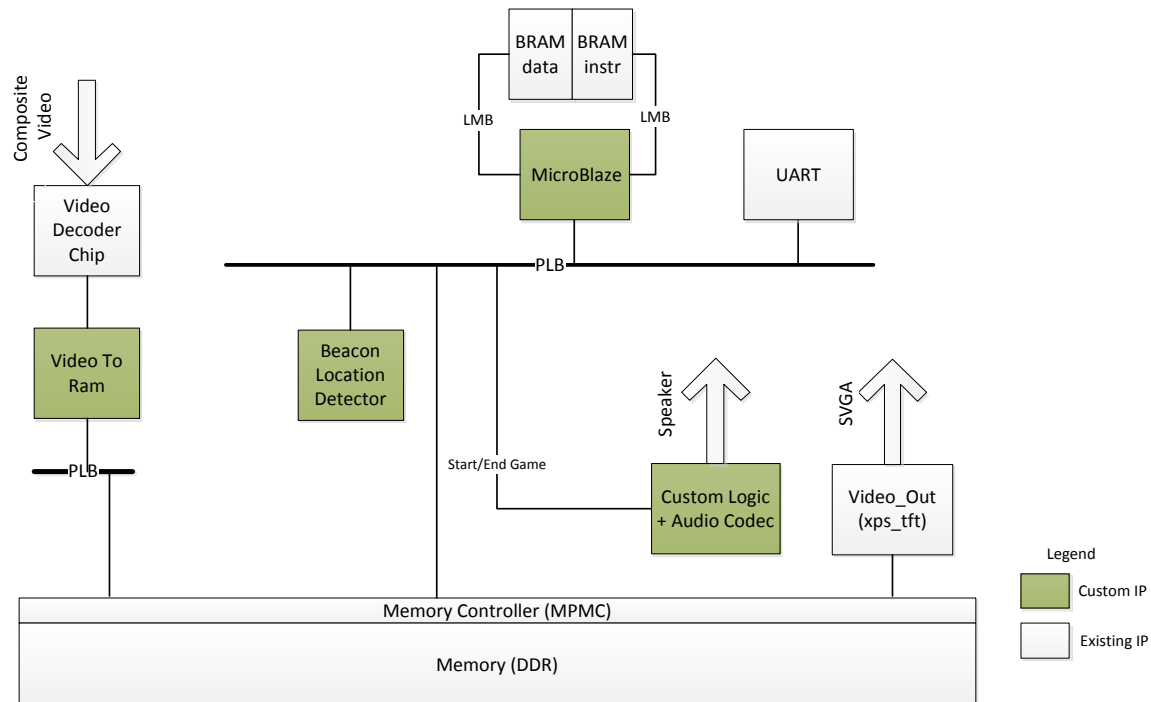 BRAM
data
BRAM
instr
LMB
LMB
Composite
Video
MicroBlaze
UART
Video
Decoder
Chip
PLB
Video To
Ram
Beacon
Location
Detector
Speaker
SVGA
PLB
Start/End Game
Custom Logic
+ Audio Codec
Video_Out
(xps_tft)
Legend
Custom IP
Existing IP
Memory Controller (MPMC)
Memory (DDR)